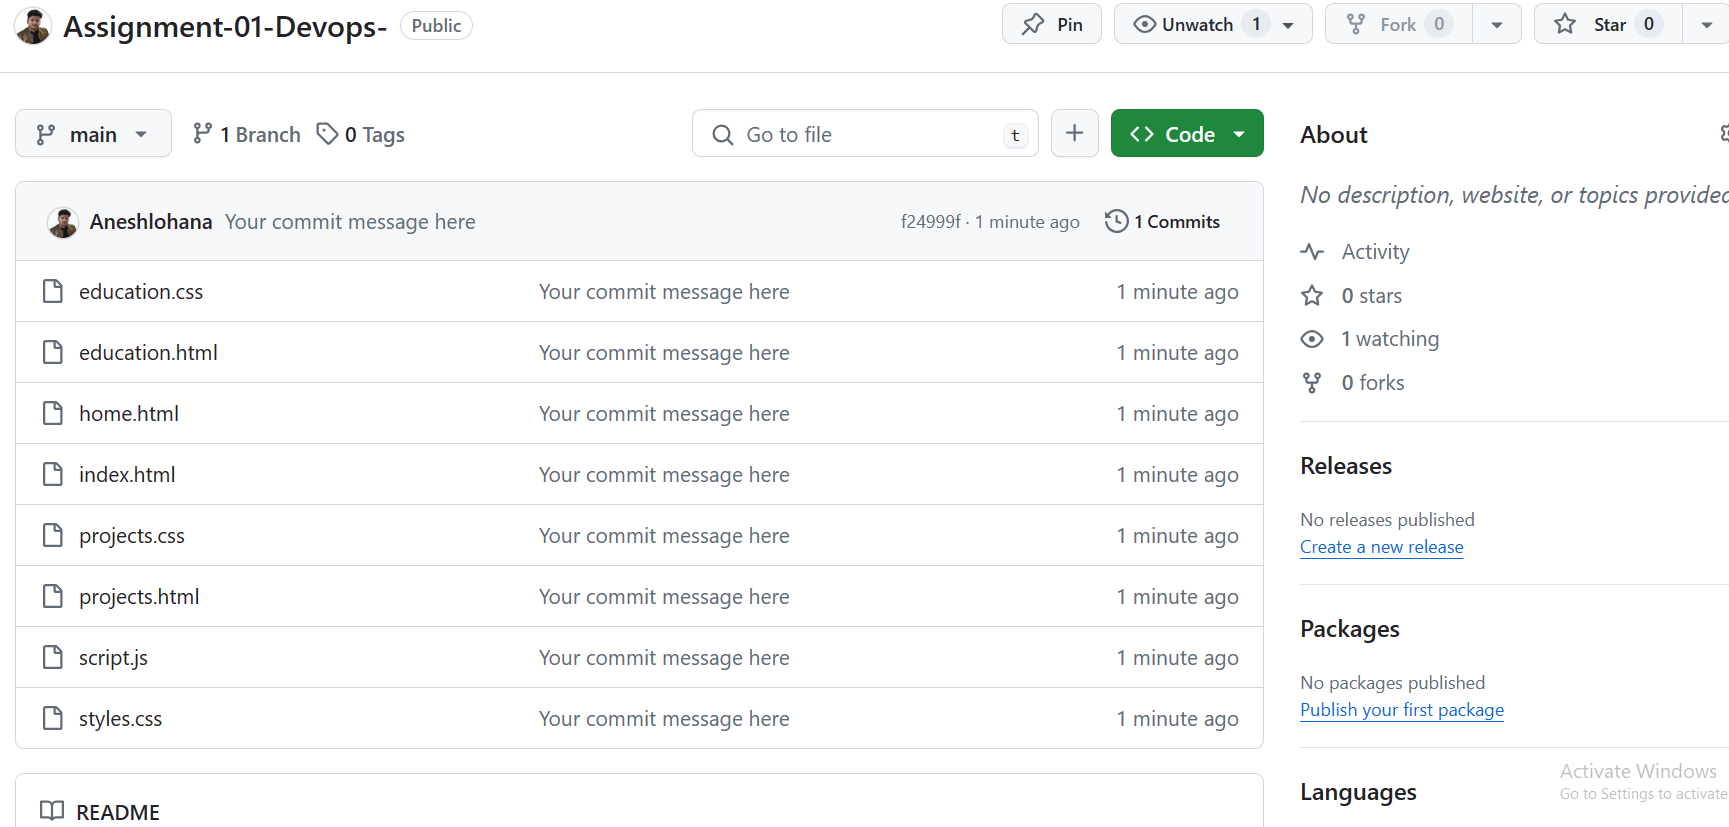 Assignment-01-Devops- Public Pin Unwatch 1 Fork 0 Star 0
main 1 Branch 0 Tags Go to file t + Code
Aneshlohana Your commit message here f24999f · 1 minute ago 1 Commits
education.css Your commit message here 1 minute ago
education.html Your commit message here 1 minute ago
home.html Your commit message here 1 minute ago
index.html Your commit message here 1 minute ago
projects.css Your commit message here 1 minute ago
projects.html Your commit message here 1 minute ago
script.js Your commit message here 1 minute ago
styles.css Your commit message here 1 minute ago
README
About
No description, website, or topics provided
Activity
0 stars
1 watching
0 forks
Releases
No releases published
Create a new release
Packages
No packages published
Publish your first package
Languages
Activate Windows
Go to Settings to activate